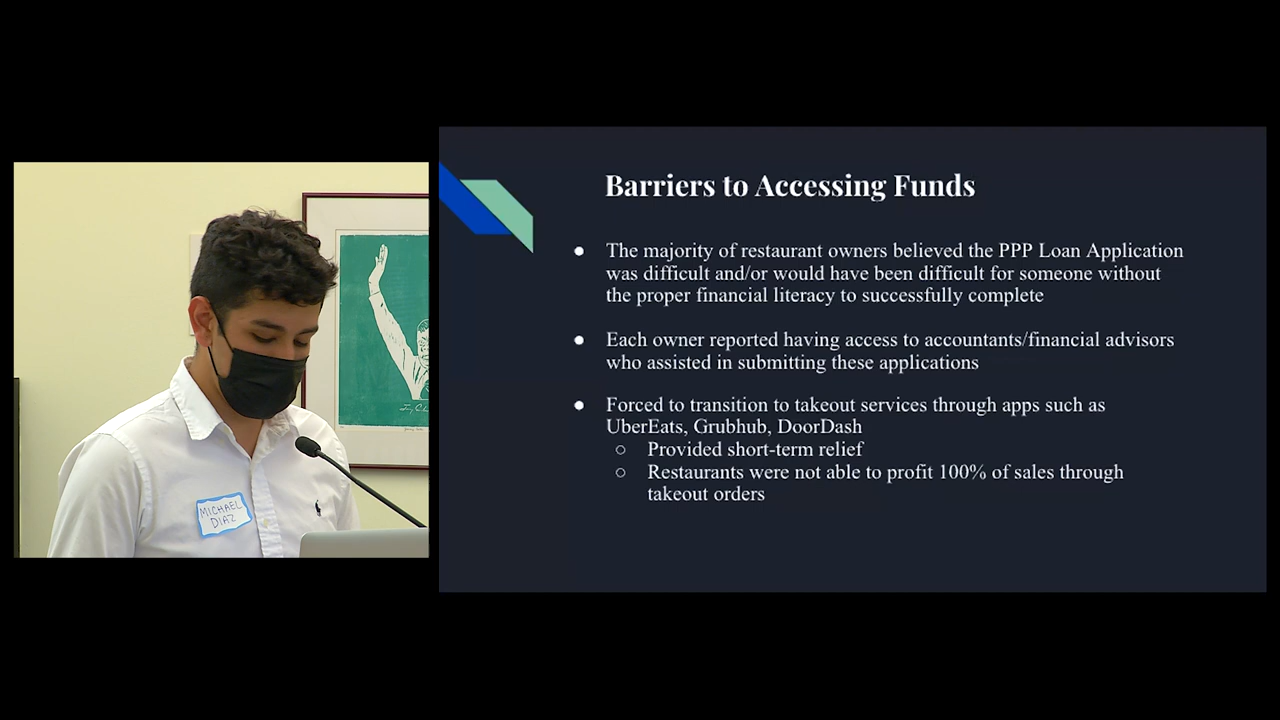 MICHAEL
DIAZ
Barriers to Accessing Funds
● The majority of restaurant owners believed the PPP Loan Application
was difficult and/or would have been difficult for someone without
the proper financial literacy to successfully complete
● Each owner reported having access to accountants/financial advisors
who assisted in submitting these applications
● Forced to transition to takeout services through apps such as
UberEats, Grubhub, DoorDash
○ Provided short-term relief
○ Restaurants were not able to profit 100% of sales through
takeout orders